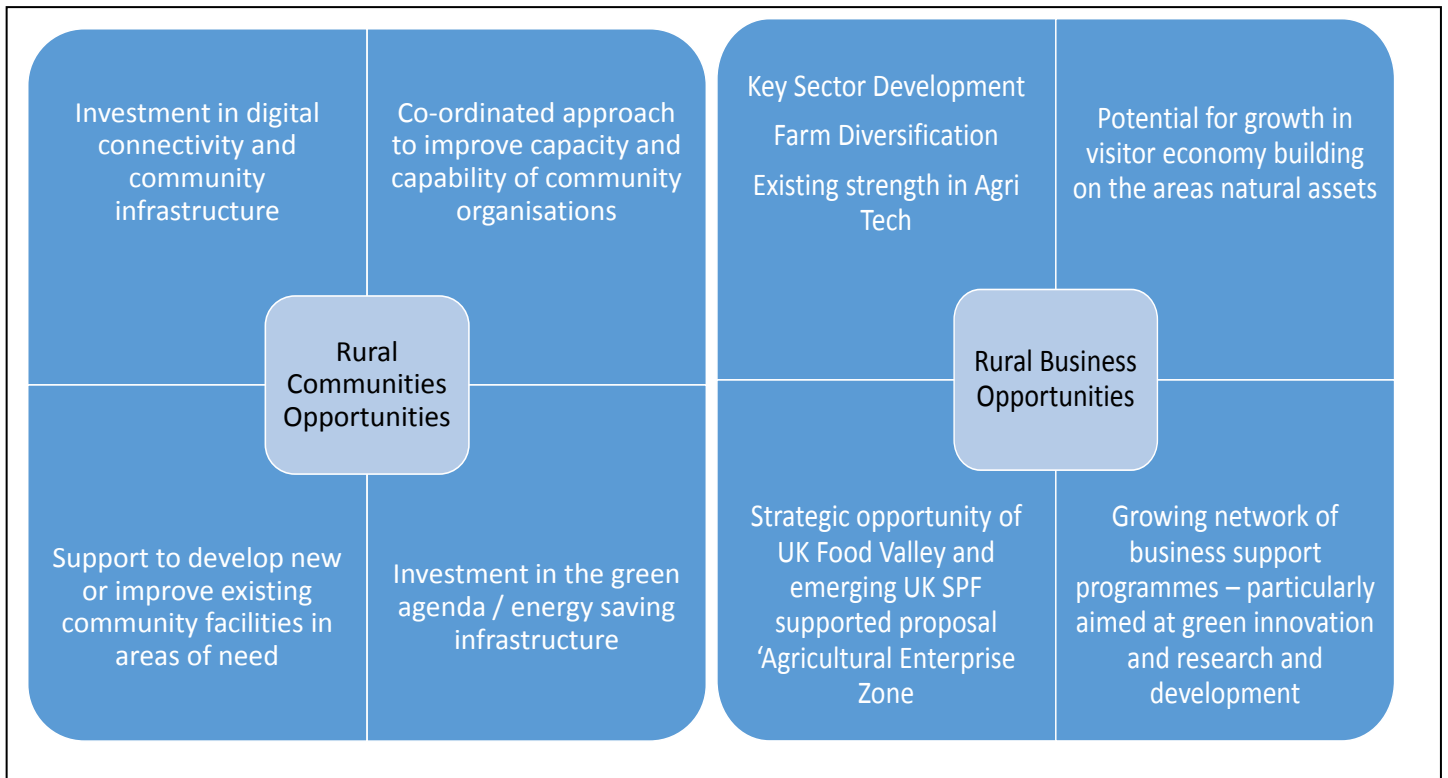 Investment in digital
connectivity and
community
infrastructure
Co-ordinated approach
to improve capacity and
capability of community
organisations
Rural
Communities
Opportunities
Support to develop new
or improve existing
community facilities in
areas of need
Investment in the green
agenda / energy saving
infrastructure
Key Sector Development
Farm Diversification
Existing strength in Agri
Tech
Potential for growth in
visitor economy building
on the areas natural assets
Rural Business
Opportunities
Strategic opportunity of
UK Food Valley and
emerging UK SPF
supported proposal
‘Agricultural Enterprise
Zone
Growing network of
business support
programmes – particularly
aimed at green innovation
and research and
development